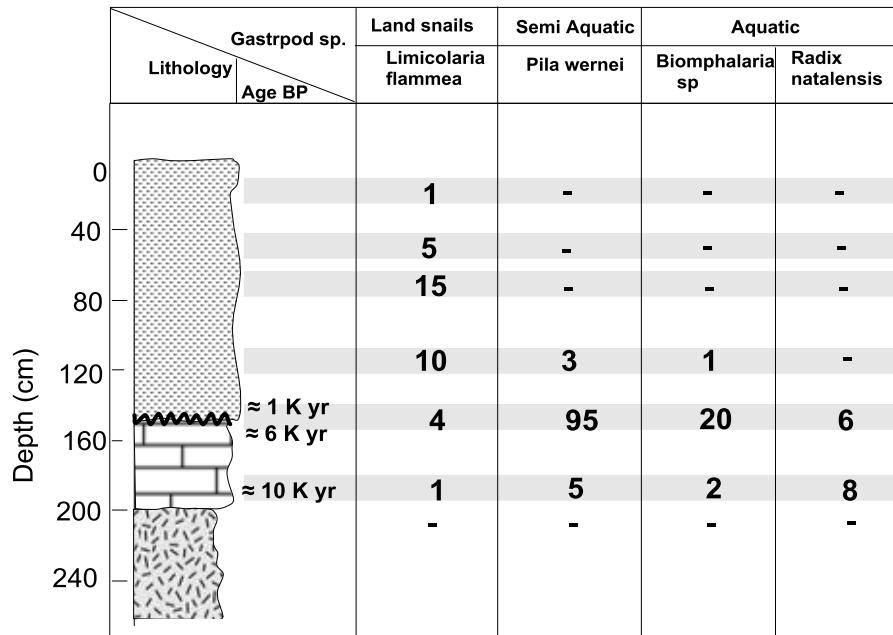 Gastrpod sp.
Lithology
Age BP
Land snails
Semi Aquatic
Aquatic
Limicolaria
flammea
Pila wernei
Biomphalaria
sp
Radix
natalensis
Depth (cm)
0
1 - - -
40
5 - - -
15 - - -
80
10 3 1 -
120
≈ 1 K yr
4 95 20 6
≈ 6 K yr
160
≈ 10 K yr 1 5 2 8
200
- - - -
240